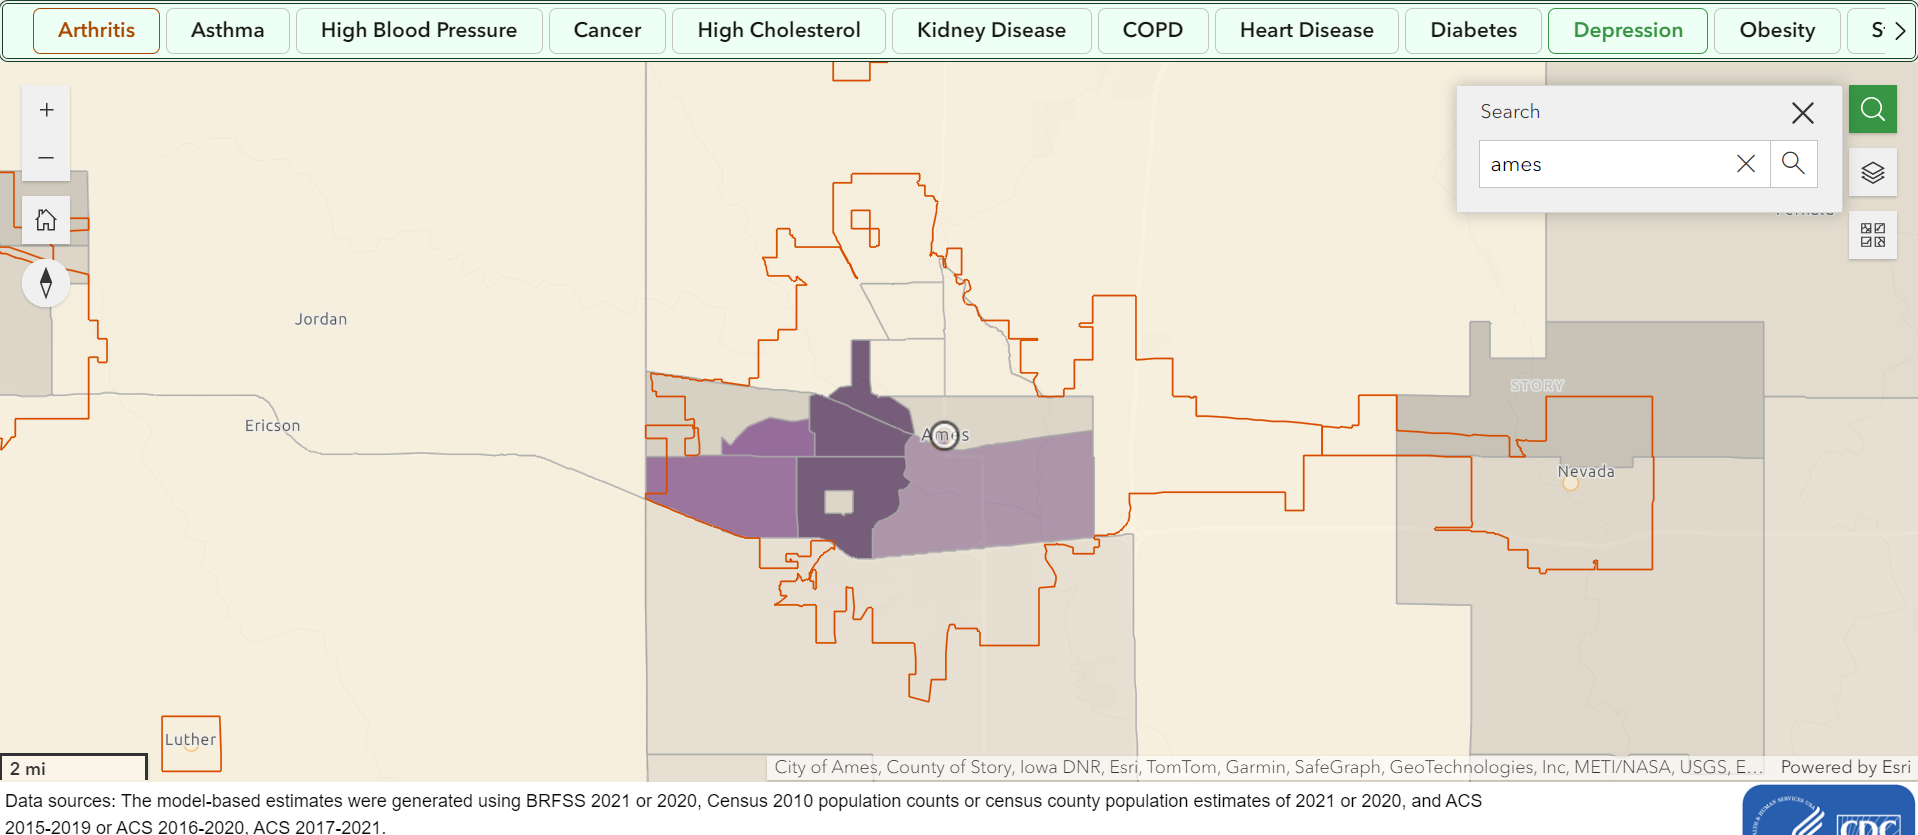 Arthritis Asthma High Blood Pressure Cancer High Cholesterol Kidney Disease COPD Heart Disease Diabetes Depression Obesity
Search
ames
Jordan
STORY
Ericson
Ames
Nevada
Luther
2 mi
City of Ames, County of Story, Iowa DNR, Esri, TomTom, Garmin, SafeGraph, GeoTechnologies, Inc, METI/NASA, USGS, E... Powered by Esri
Data sources: The model-based estimates were generated using BRFSS 2021 or 2020, Census 2010 population counts or census county population estimates of 2021 or 2020, and ACS
2015-2019 or ACS 2016-2020, ACS 2017-2021.
CDC